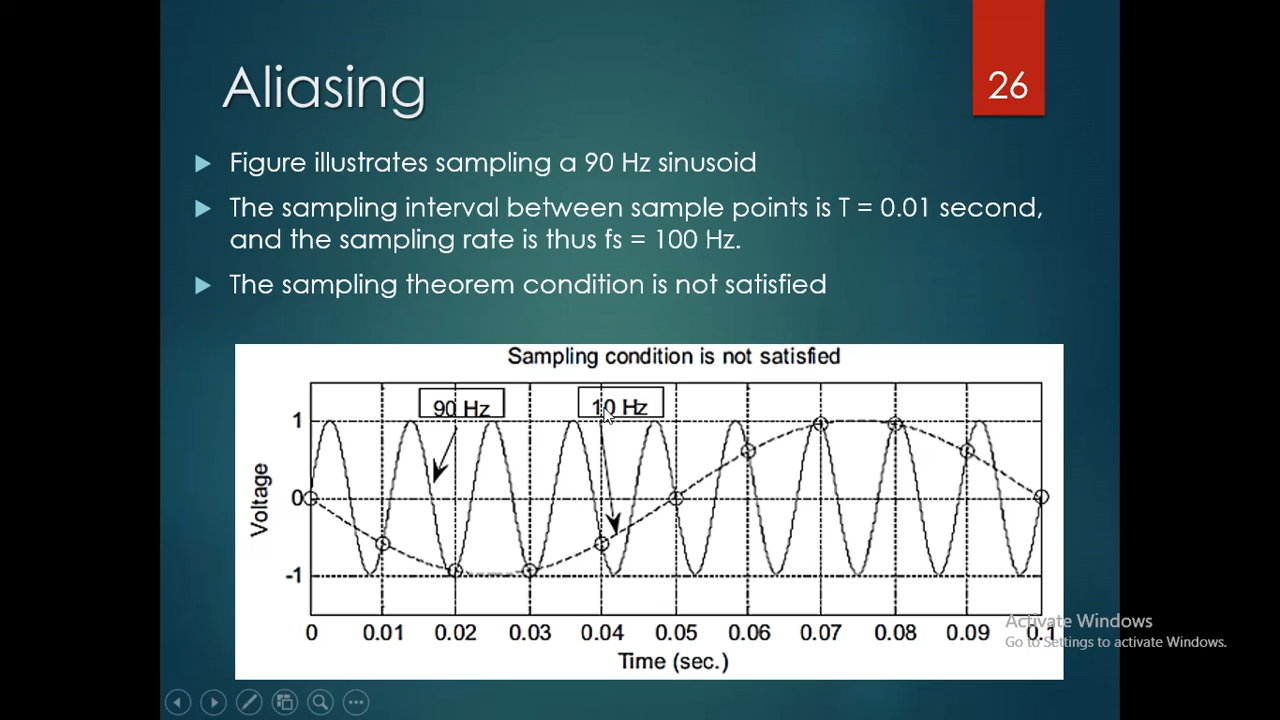 Aliasing
26
Figure illustrates sampling a 90 Hz sinusoid
The sampling interval between sample points is T = 0.01 second,
and the sampling rate is thus fs = 100 Hz.
The sampling theorem condition is not satisfied
Sampling condition is not satisfied
90 Hz
10 Hz
1
0
-1
Voltage
0 0.01 0.02 0.03 0.04 0.05 0.06 0.07 0.08 0.09 0.1
Time (sec.)
Activate Windows
Go to Settings to activate Windows.